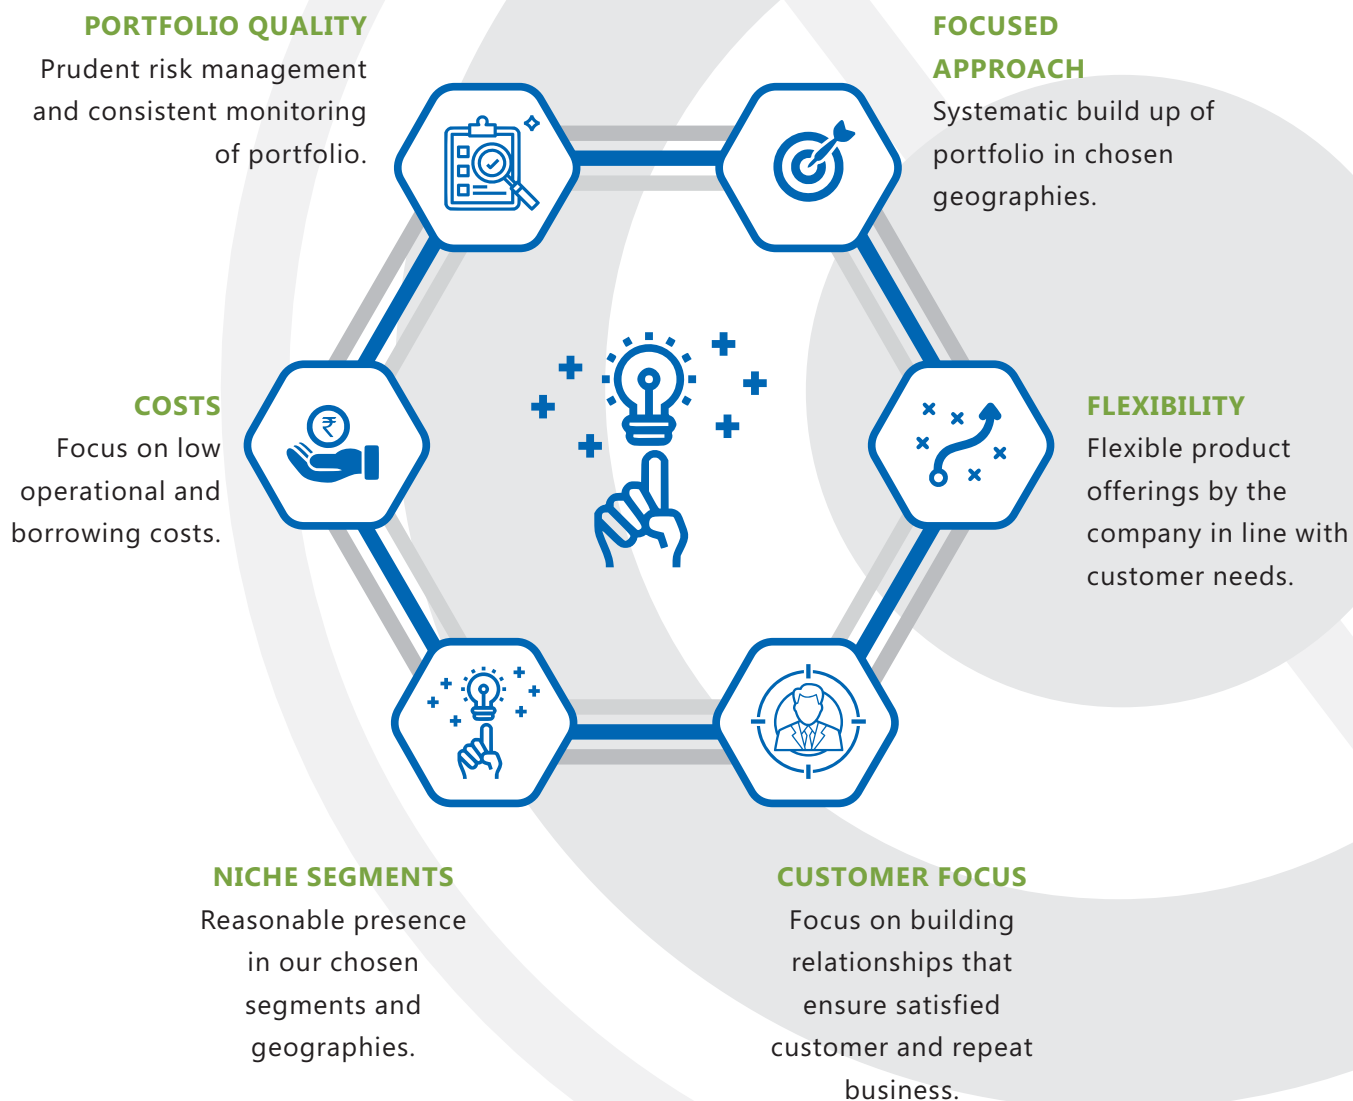 PORTFOLIO QUALITY
Prudent risk management
and consistent monitoring
of portfolio.
FOCUSED
APPROACH
Systematic build up of
portfolio in chosen
geographies.
COSTS
Focus on low
operational and
borrowing costs.
₹
FLEXIBILITY
Flexible product
offerings by the
company in line with
customer needs.
NICHE SEGMENTS
Reasonable presence
in our chosen
segments and
geographies.
CUSTOMER FOCUS
Focus on building
relationships that
ensure satisfied
customer and repeat
business.